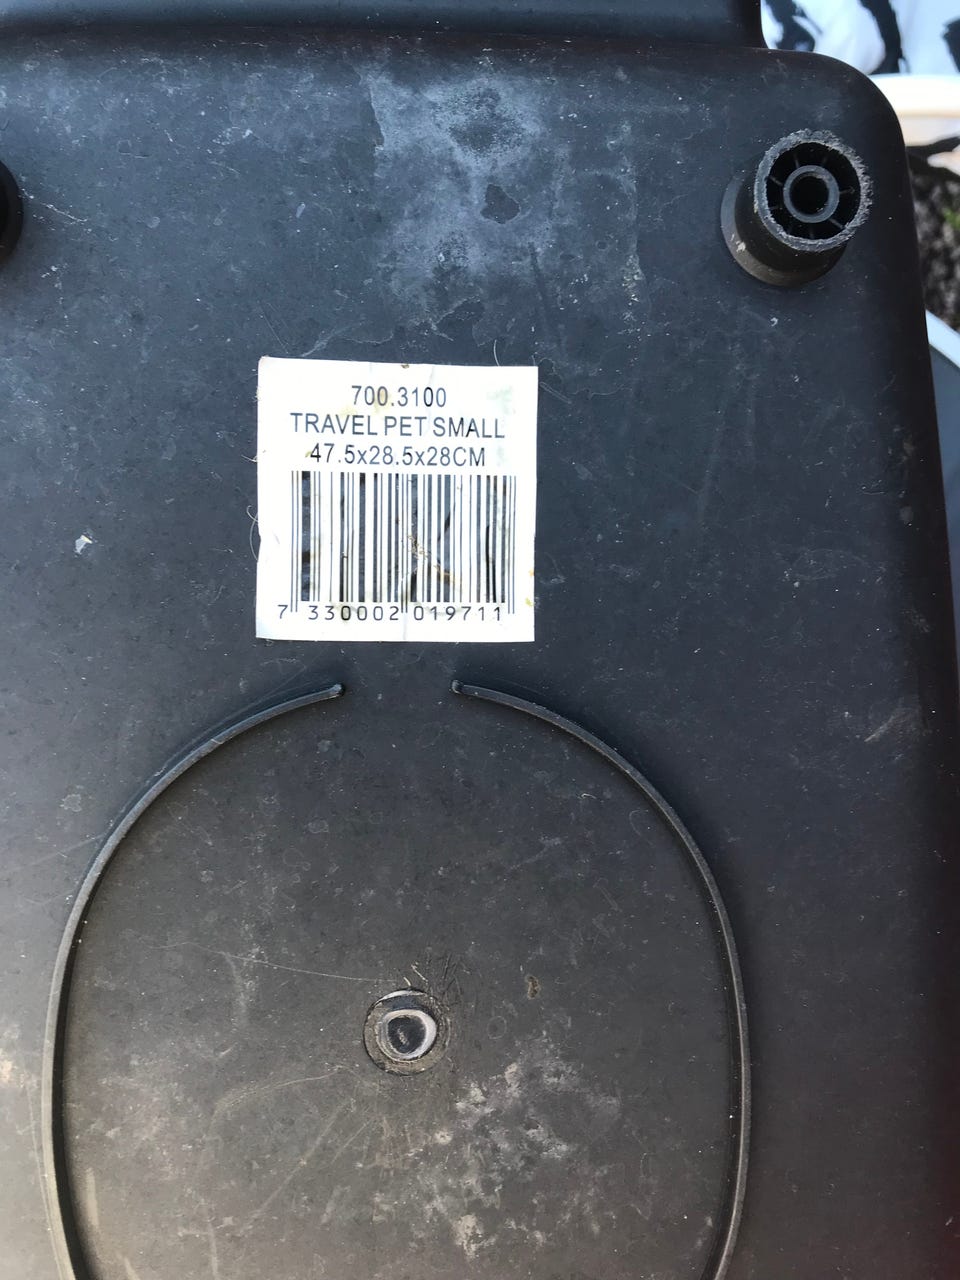 700.3100
TRAVEL PET SMALL
47.5x28.5x28CM
7 330002 019711